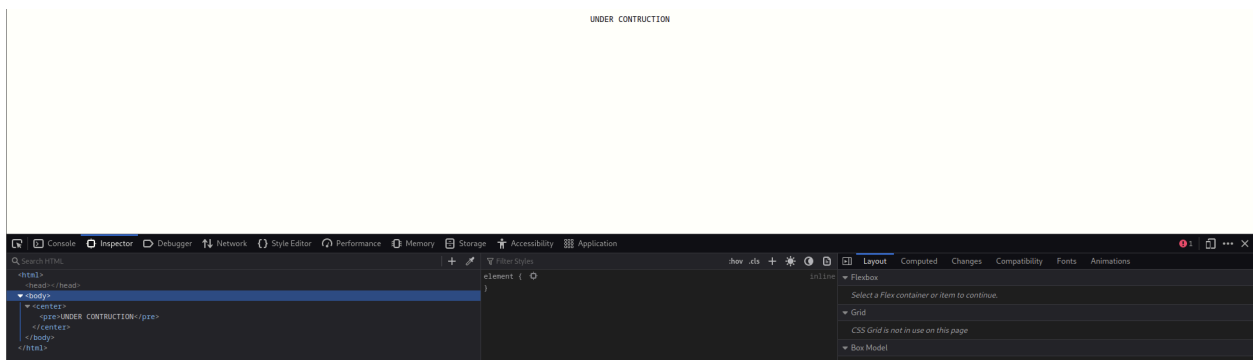 UNDER CONTRUCTION
Console Inspector Debugger Network {} Style Editor Performance Memory Storage Accessibility Application 1
Search HTML
<html>
<head></head>
<body>
<center>
<pre>UNDER CONTRUCTION</pre>
</center>
</body>
</html>
Filter Styles :hov .cls
element { inline
}
Layout Computed Changes Compatibility Fonts Animations
Flexbox
Select a Flex container or item to continue.
Grid
CSS Grid is not in use on this page
Box Model